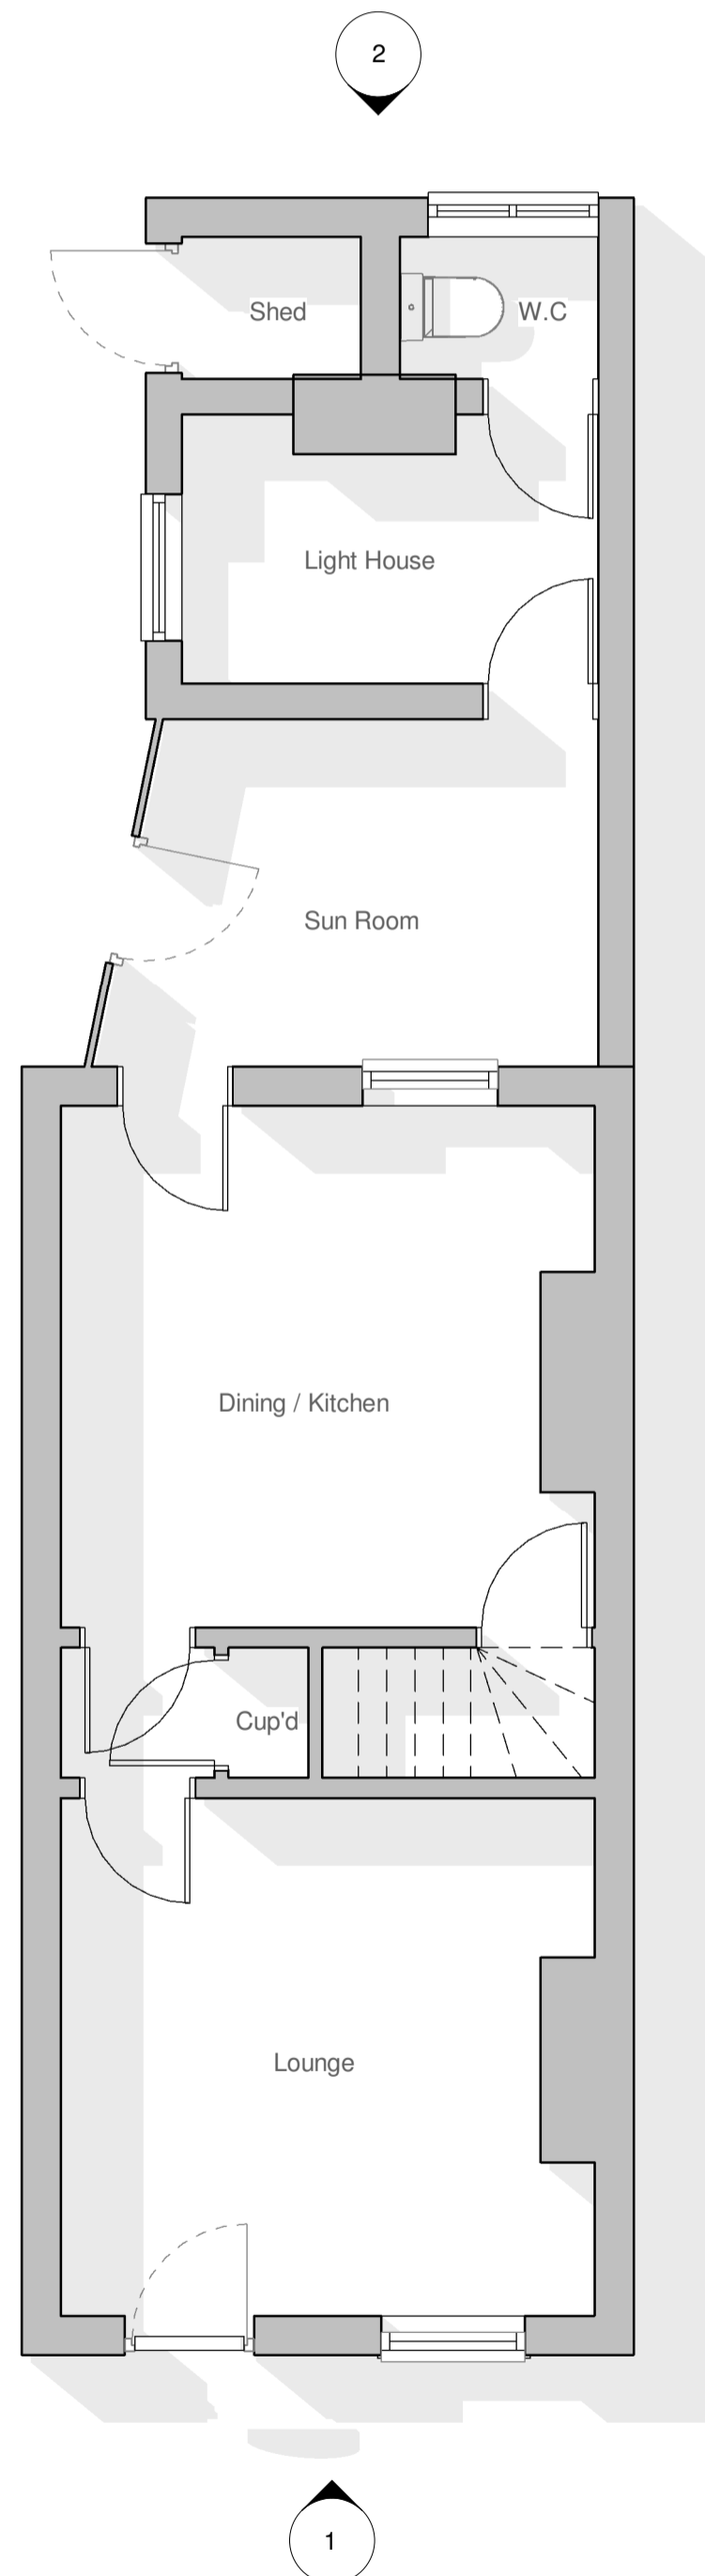 2
Shed
W.C
Light House
Sun Room
Dining / Kitchen
Cup'd
Lounge
1